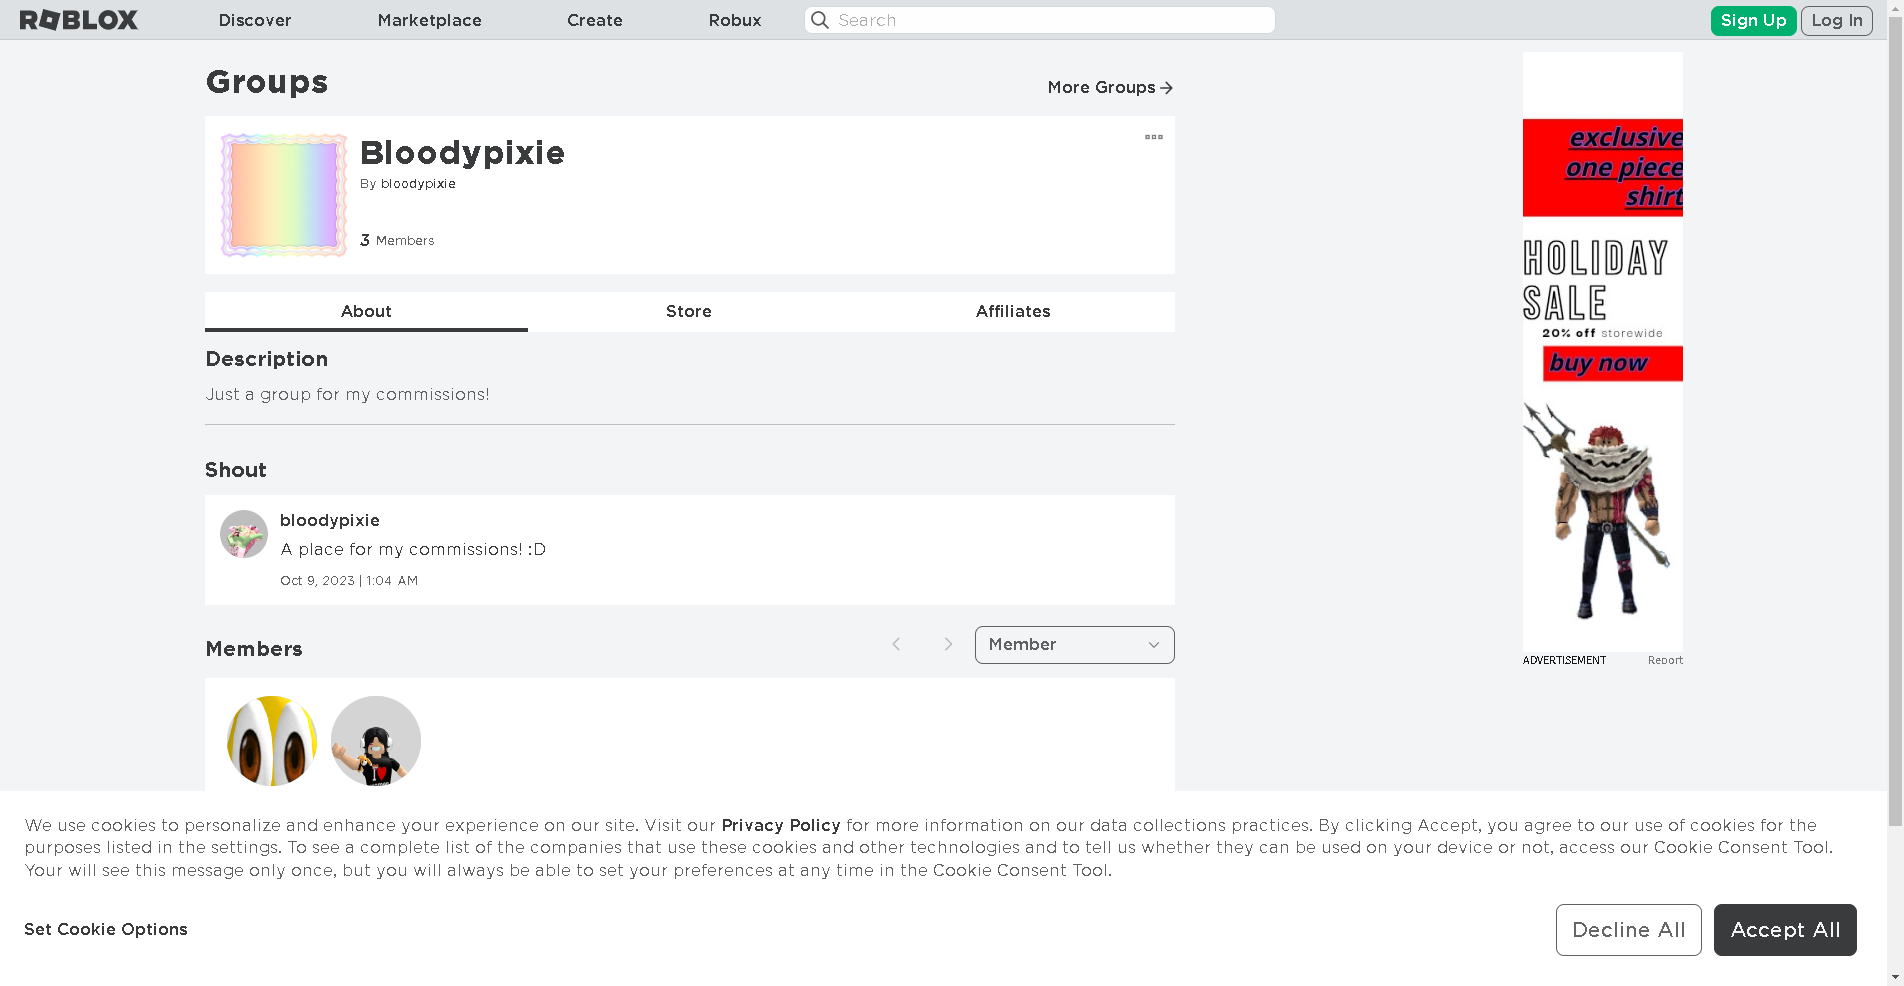 ROBLOX
Discover
Marketplace
Create
Robux
Search
Sign Up
Log In
Groups
More Groups
Bloodypixie
By bloodypixie
3 Members
About
Store
Affiliates
Description
Just a group for my commissions!
Shout
bloodypixie
A place for my commissions! :D
Oct 9, 2023 | 1:04 AM
Members
Member
exclusive
one piece
shirt
HOLIDAY
SALE
20% off storewide
buy now
ADVERTISEMENT
Report
We use cookies to personalize and enhance your experience on our site. Visit our Privacy Policy for more information on our data collections practices. By clicking Accept, you agree to our use of cookies for the
purposes listed in the settings. To see a complete list of the companies that use these cookies and other technologies and to tell us whether they can be used on your device or not, access our Cookie Consent Tool.
Your will see this message only once, but you will always be able to set your preferences at any time in the Cookie Consent Tool.
Set Cookie Options
Decline All
Accept All